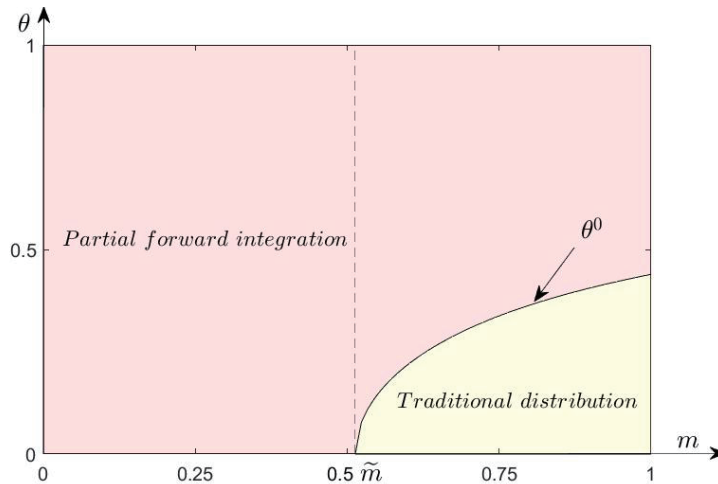 θ
1
θ⁰
Partial forward integration
0.5
Traditional distribution
m
0
0 0.25 0.5 m̃ 0.75 1